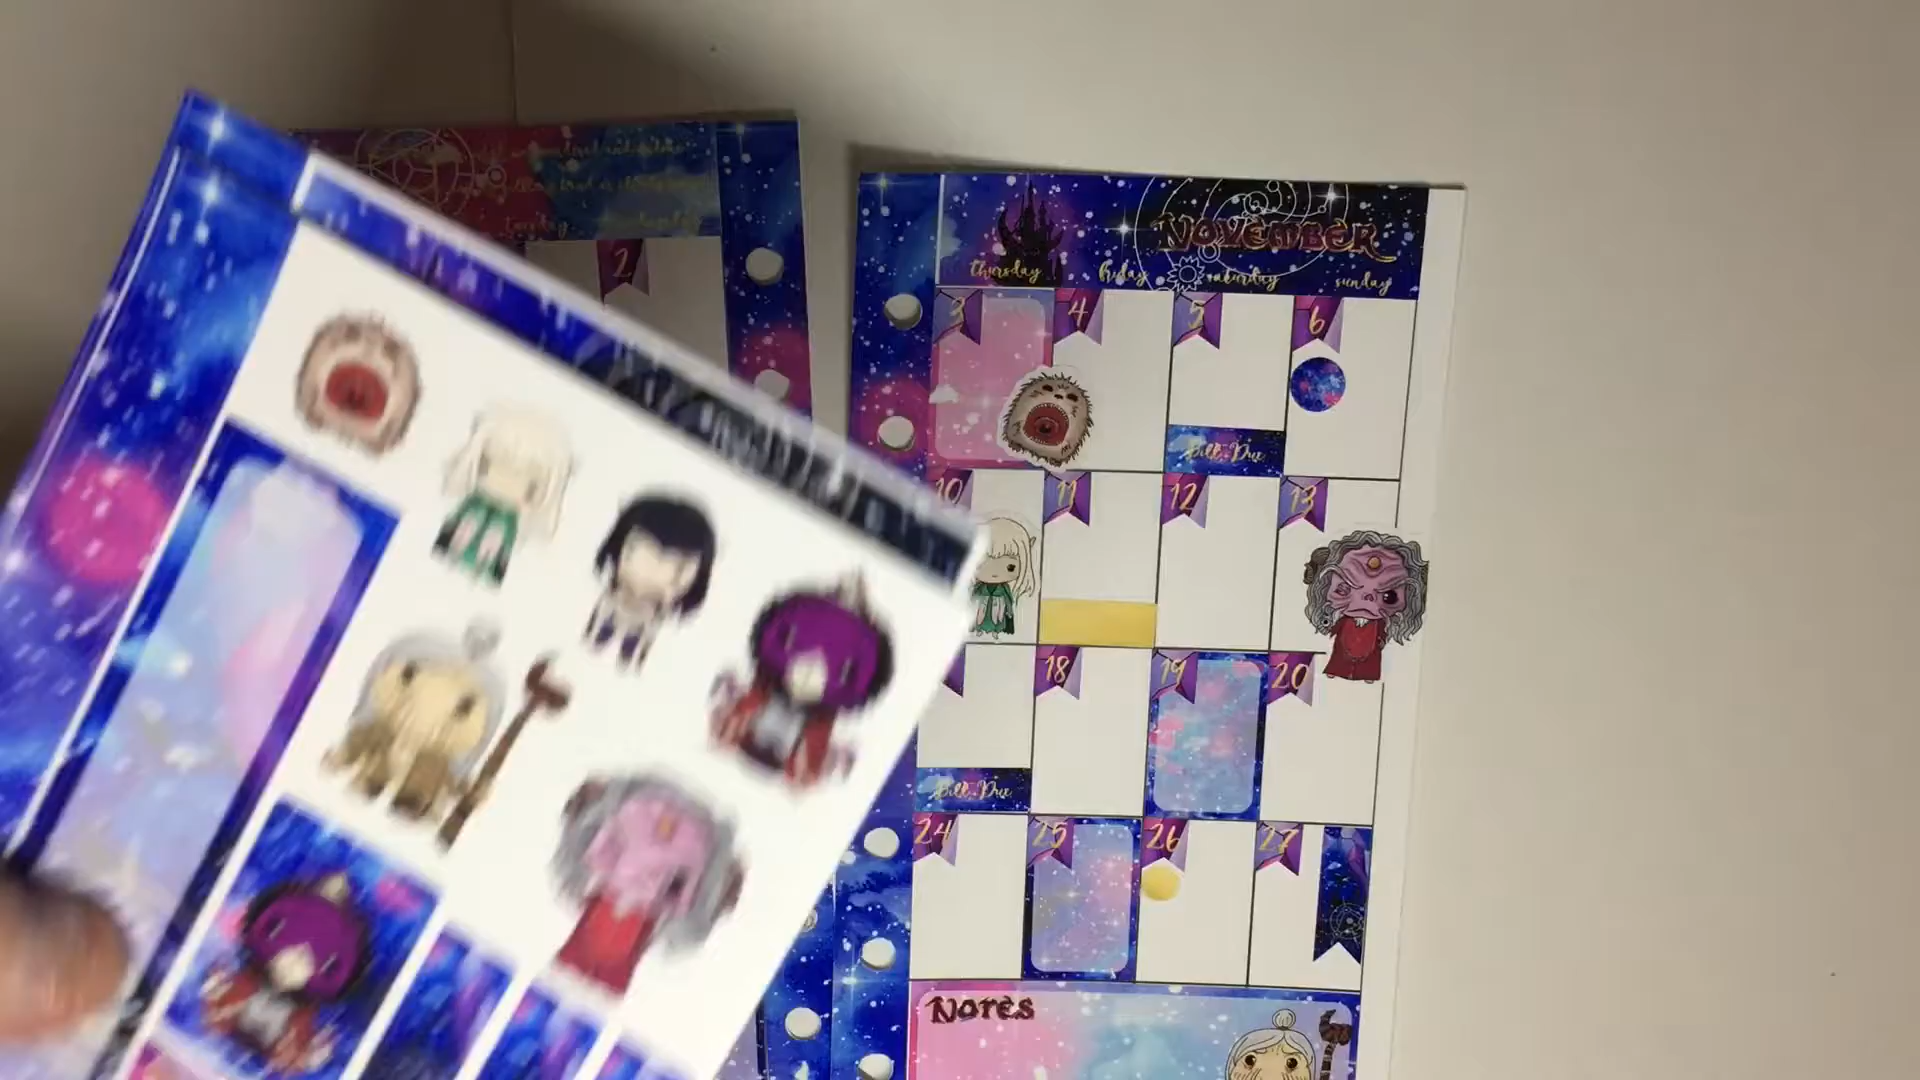 tuesday
2
November
thursday friday saturday sunday
3 4 5 6
Bill Due
10 11 12 13
18 19 20
Bill Due
24 25 26 27
Notes